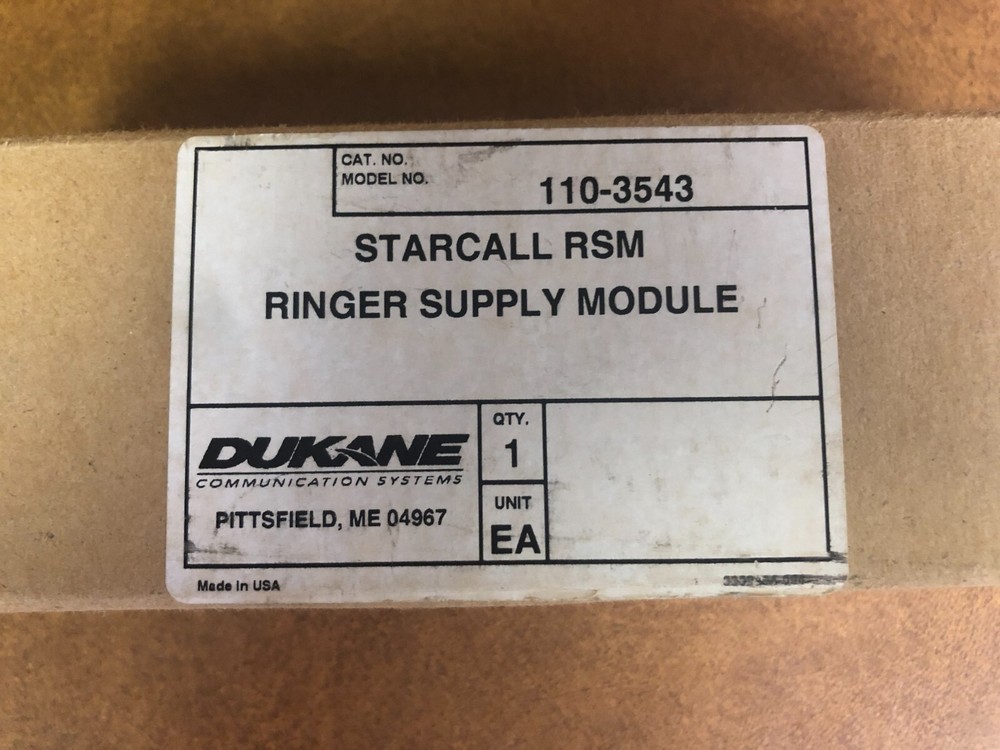 CAT. NO.
MODEL NO.
110-3543
STARCALL RSM
RINGER SUPPLY MODULE
DUKANE
COMMUNICATION SYSTEMS
PITTSFIELD, ME 04967
QTY.
1
UNIT
EA
Made in USA